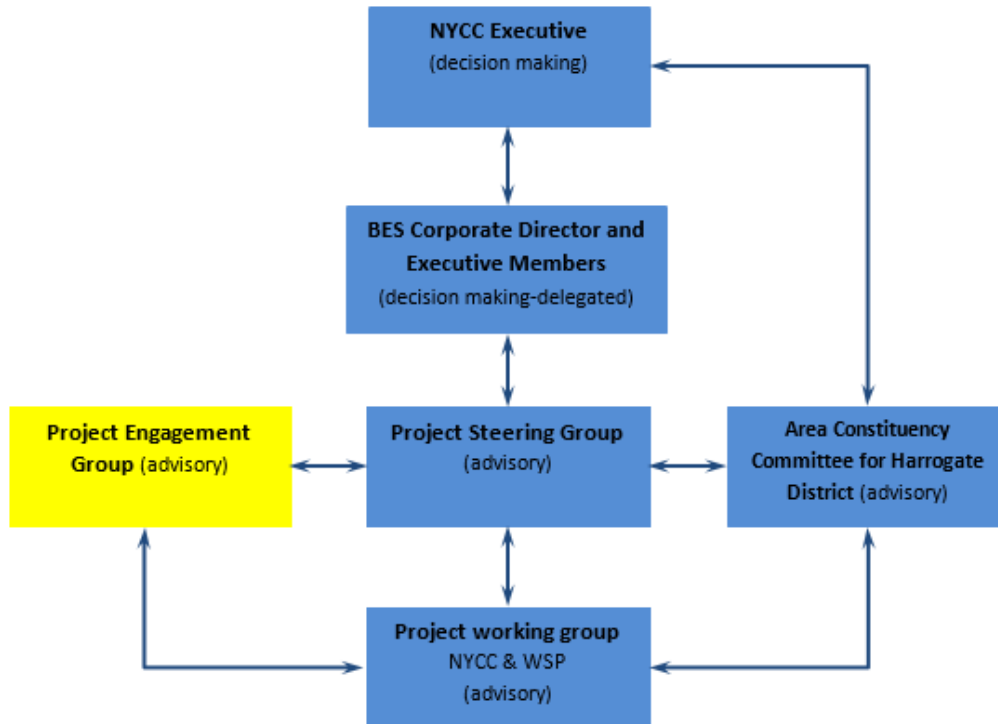 NYCC Executive
(decision making)
BES Corporate Director and
Executive Members
(decision making-delegated)
Project Engagement
Group (advisory)
Project Steering Group
(advisory)
Area Constituency
Committee for Harrogate
District (advisory)
Project working group
NYCC & WSP
(advisory)